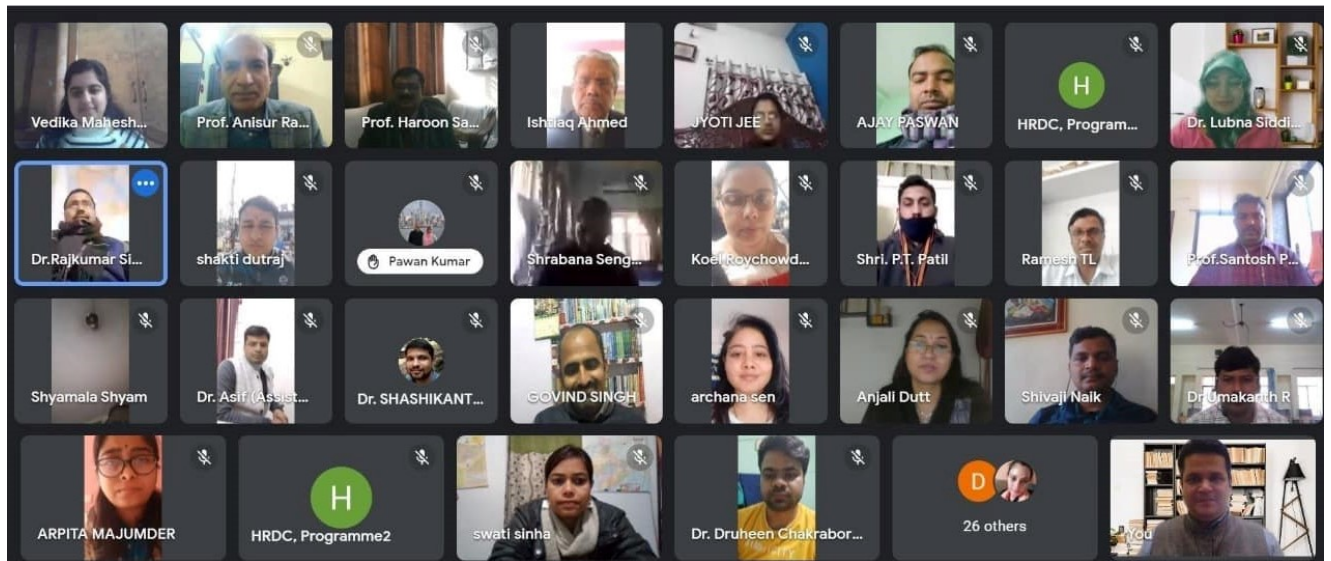 Vedika Mahesh...
Prof. Anisur Ra...
Prof. Haroon Sa...
Ishtiaq Ahmed
JYOTI JEE
AJAY PASWAN
H
HRDC, Program...
Dr. Lubna Siddi...
Dr.Rajkumar Si...
shakti dutraj
Pawan Kumar
Shrabana Seng...
Koel Roychowd...
Shri. P.T. Patil
Ramesh TL
Prof.Santosh P...
Shyamala Shyam
Dr. Asif (Assist...
Dr. SHASHIKANT...
GOVIND SINGH
archana sen
Anjali Dutt
Shivaji Naik
Dr Umakanth R
ARPITA MAJUMDER
H
HRDC, Programme2
swati sinha
Dr. Druheen Chakrabor...
D
26 others
You